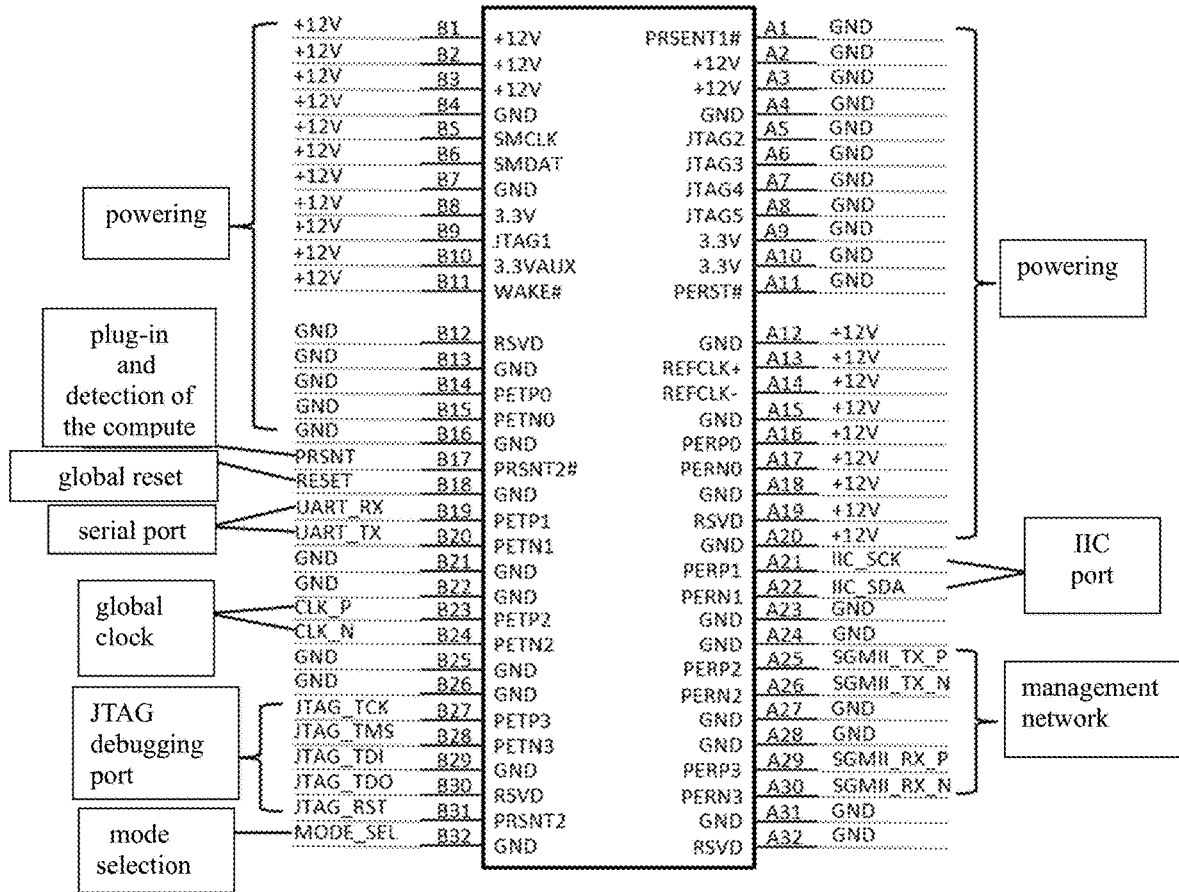 +12V B1 +12V PRSENT1# A1 GND
+12V B2 +12V +12V A2 GND
+12V B3 +12V +12V A3 GND
+12V B4 GND GND A4 GND
+12V B5 SMCLK JTAG2 A5 GND
+12V B6 SMDAT JTAG3 A6 GND
+12V B7 GND JTAG4 A7 GND
+12V B8 3.3V JTAG5 A8 GND
+12V B9 JTAG1 3.3V A9 GND
+12V B10 3.3VAUX 3.3V A10 GND
+12V B11 WAKE# PERST# A11 GND
powering
powering
GND B12 RSVD GND A12 +12V
GND B13 GND REFCLK+ A13 +12V
GND B14 PETP0 REFCLK- A14 +12V
GND B15 PETN0 GND A15 +12V
GND B16 GND PERP0 A16 +12V
PRSNT B17 PRSNT2# PERN0 A17 +12V
RESET B18 GND GND A18 +12V
UART_RX B19 PETP1 RSVD A19 +12V
UART_TX B20 PETN1 GND A20 +12V
GND B21 GND PERP1 A21 IIC_SCK
GND B22 GND PERN1 A22 IIC_SDA
CLK_P B23 PETP2 GND A23 GND
CLK_N B24 PETN2 GND A24 GND
GND B25 GND PERP2 A25 SGMII_TX_P
GND B26 GND PERN2 A26 SGMII_TX_N
JTAG_TCK B27 PETP3 GND A27 GND
JTAG_TMS B28 PETN3 GND A28 GND
JTAG_TDI B29 GND PERP3 A29 SGMII_RX_P
JTAG_TDO B30 RSVD PERN3 A30 SGMII_RX_N
JTAG_RST B31 PRSNT2 GND A31 GND
MODE_SEL B32 GND RSVD A32 GND
plug-in
and
detection of
the compute
global reset
serial port
global
clock
JTAG
debugging
port
mode
selection
IIC
port
management
network